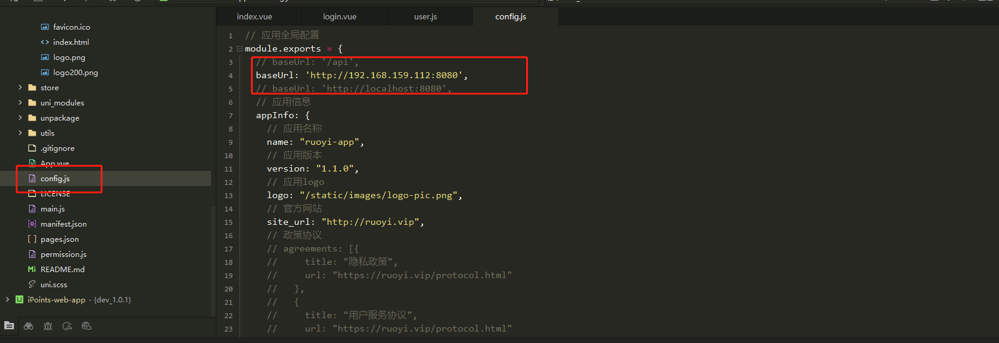 index.vue
login.vue
user.js
config.js
favicon.ico
<> index.html
logo.png
logo200.png
store
uni_modules
unpackage
utils
.gitignore
App.vue
config.js
LICENSE
main.js
manifest.json
[ ] pages.json
permission.js
M↓ README.md
uni.scss
U iPoints-web-app - {dev_1.0.1}
1 // 应用全局配置
2 module.exports = {
3 // baseUrl: '/api',
4 baseUrl: 'http://192.168.159.112:8080',
5 // baseUrl: 'http://localhost:8080',
6 // 应用信息
7 appInfo: {
8 // 应用名称
9 name: "ruoyi-app",
10 // 应用版本
11 version: "1.1.0",
12 // 应用logo
13 logo: "/static/images/logo-pic.png",
14 // 官方网站
15 site_url: "http://ruoyi.vip",
16 // 政策协议
17 // agreements: [{
18 // title: "隐私政策",
19 // url: "https://ruoyi.vip/protocol.html"
20 // },
21 // {
22 // title: "用户服务协议",
23 // url: "https://ruoyi.vip/protocol.html"